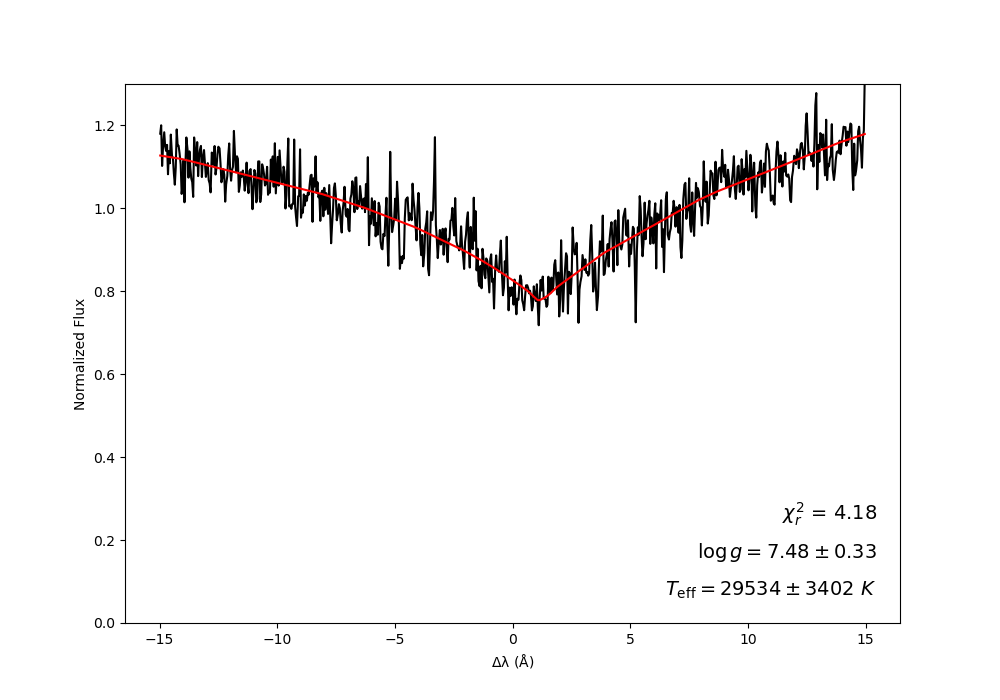 1.2
1.0
0.8
0.6
0.4
0.2
0.0
Normalized Flux
χ²ᵣ = 4.18
log g = 7.48 ± 0.33
T_eff = 29534 ± 3402 K
−15 −10 −5 0 5 10 15
Δλ (Å)